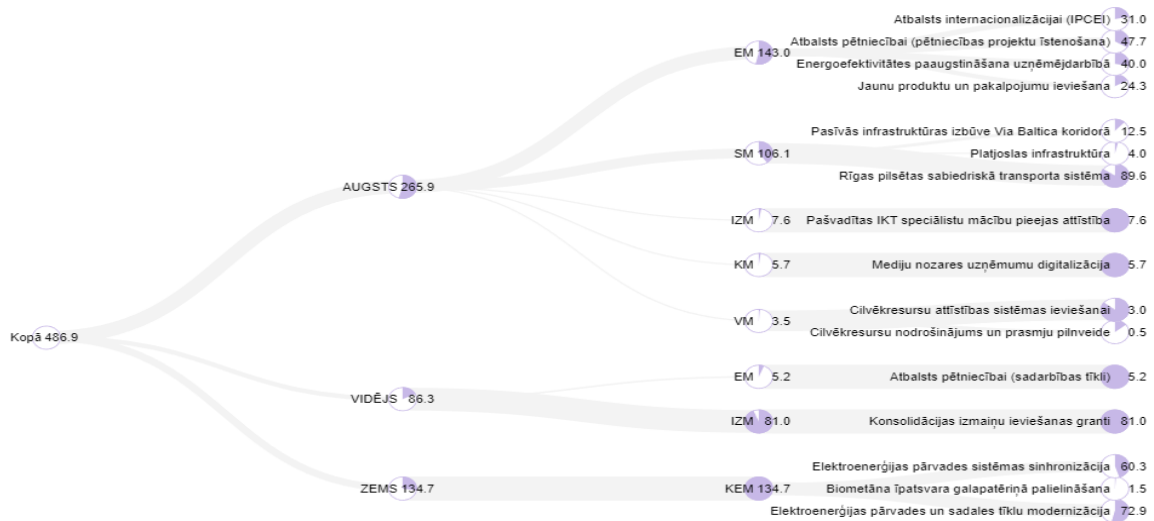 Kopā 486.9
AUGSTS 265.9
EM 143.0
Atbalsts internacionalizācijai (IPCEI) 31.0
Atbalsts pētniecībai (pētniecības projektu īstenošana) 47.7
Energoefektivitātes paaugstināšana uzņēmējdarbībā 40.0
Jaunu produktu un pakalpojumu ieviešana 24.3
SM 106.1
Pasīvās infrastruktūras izbūve Via Baltica koridorā 12.5
Platjoslas infrastruktūra 4.0
Rīgas pilsētas sabiedriskā transporta sistēma 89.6
IZM 7.6
Pašvadītas IKT speciālistu mācību pieejas attīstība 7.6
KM 5.7
Mediju nozares uzņēmumu digitalizācija 5.7
VM 3.5
Cilvēkresursu attīstības sistēmas ieviešanai 3.0
Cilvēkresursu nodrošinājums un prasmju pilnveide 0.5
VIDĒJS 86.3
EM 5.2
Atbalsts pētniecībai (sadarbības tīkli) 5.2
IZM 81.0
Konsolidācijas izmaiņu ieviešanas granti 81.0
ZEMS 134.7
KEM 134.7
Elektroenerģijas pārvades sistēmas sinhronizācija 60.3
Biometāna īpatsvara galapatēriņā palielināšana 1.5
Elektroenerģijas pārvades un sadales tīklu modernizācija 72.9